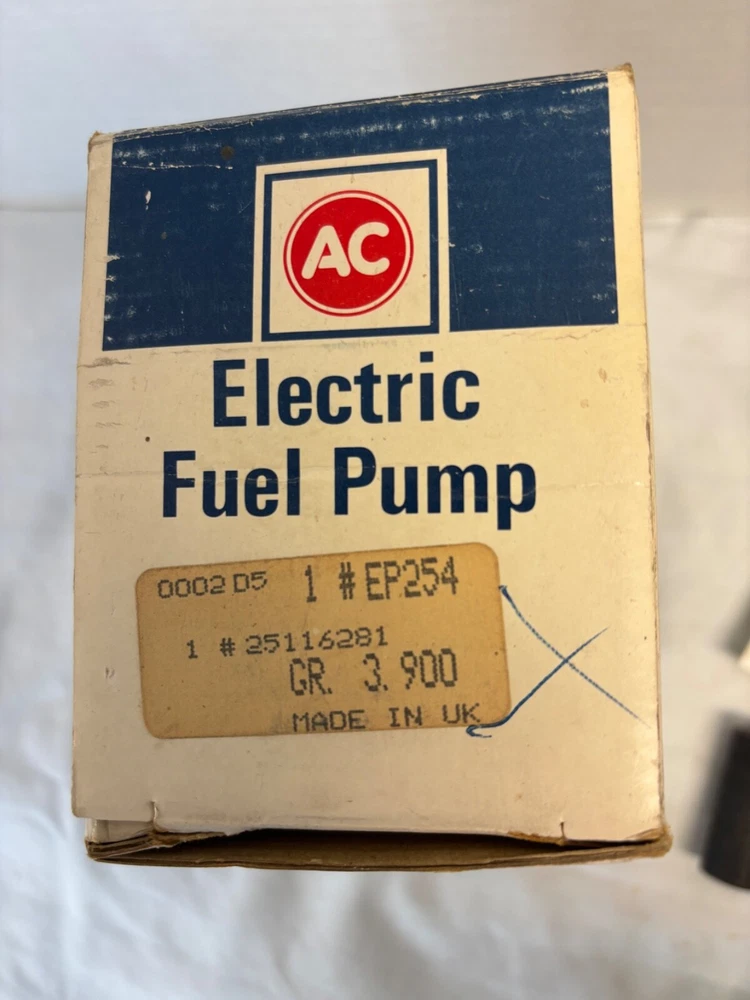 AC
Electric
Fuel Pump
0002 D5 1 # EP254
1 # 25116281
GR. 3.900
MADE IN UK